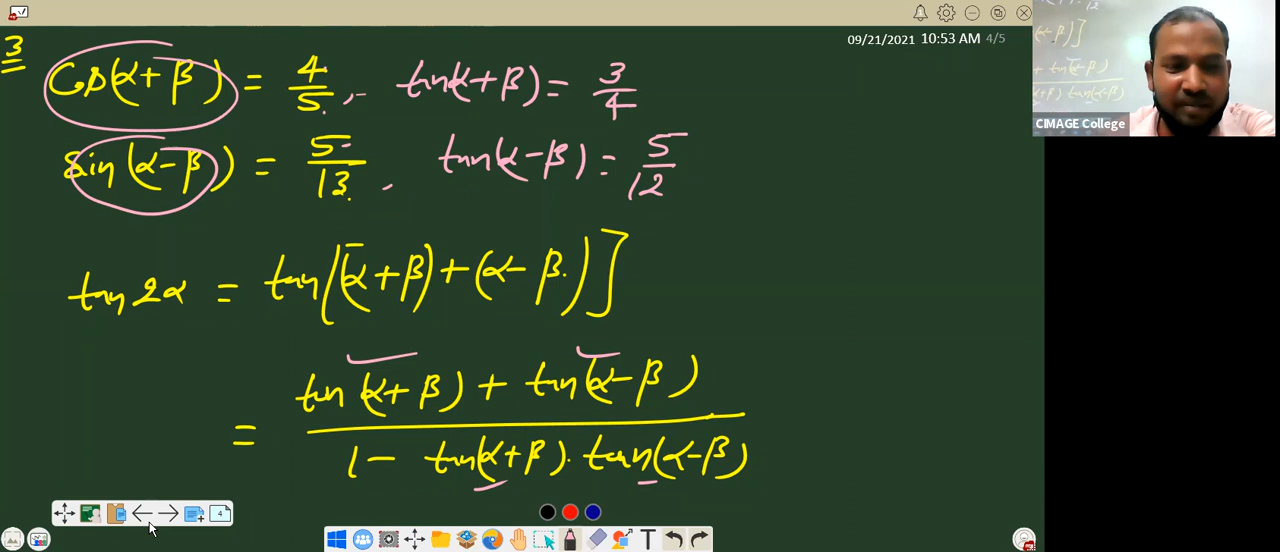 09/21/2021 10:53 AM 4/5
3
Cos(α+β) = 4/5, tan(α+β) = 3/4
Sin(α-β) = 5/13, tan(α-β) = 5/12
CIMAGE College
tan 2α = tan[(α+β)+(α-β)]
= tan(α+β) + tan(α-β)
1 - tan(α+β). tan(α-β)
4
T